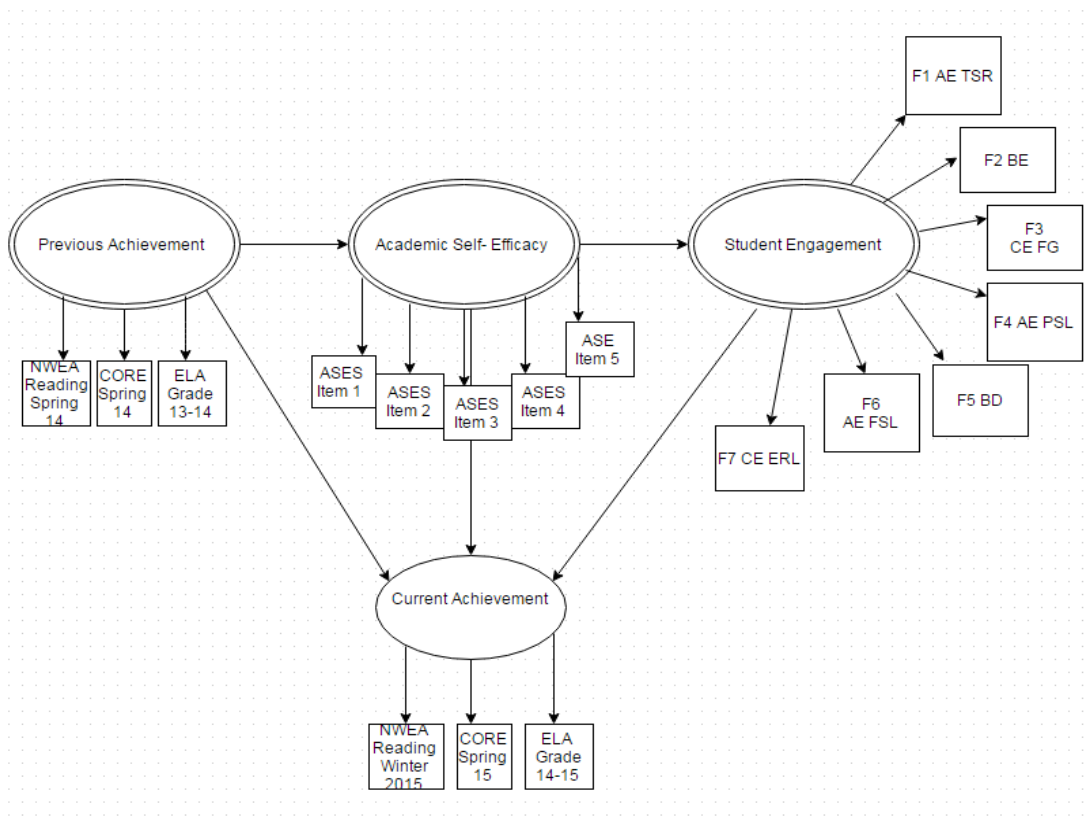 F1 AE TSR
F2 BE
F3
CE FG
F4 AE PSL
F5 BD
F6
AE FSL
F7 CE ERL
Previous Achievement
Academic Self- Efficacy
Student Engagement
NWEA
Reading
Spring
14
CORE
Spring
14
ELA
Grade
13-14
ASES
Item 1
ASES
Item 2
ASES
Item 3
ASES
Item 4
ASE
Item 5
Current Achievement
NWEA
Reading
Winter
2015
CORE
Spring
15
ELA
Grade
14-15